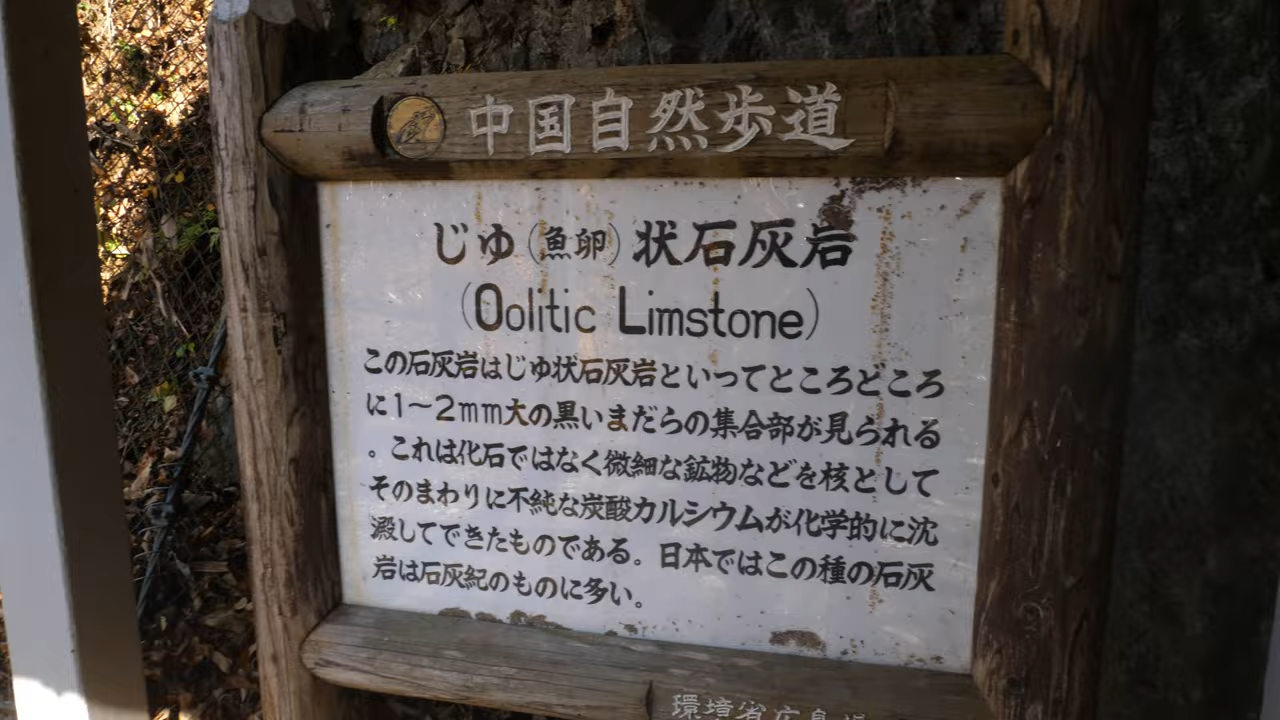 中国自然歩道
じゅ(魚卵)状石灰岩
(Oolitic Limstone)
この石灰岩はじゅ状石灰岩といってところどころ
に1〜2mm大の黒いまだらの集合部が見られる
。これは化石ではなく微細な鉱物などを核として
そのまわりに不純な炭酸カルシウムが化学的に沈
澱してできたものである。日本ではこの種の石灰
岩は石灰紀のものに多い。
環境省広島